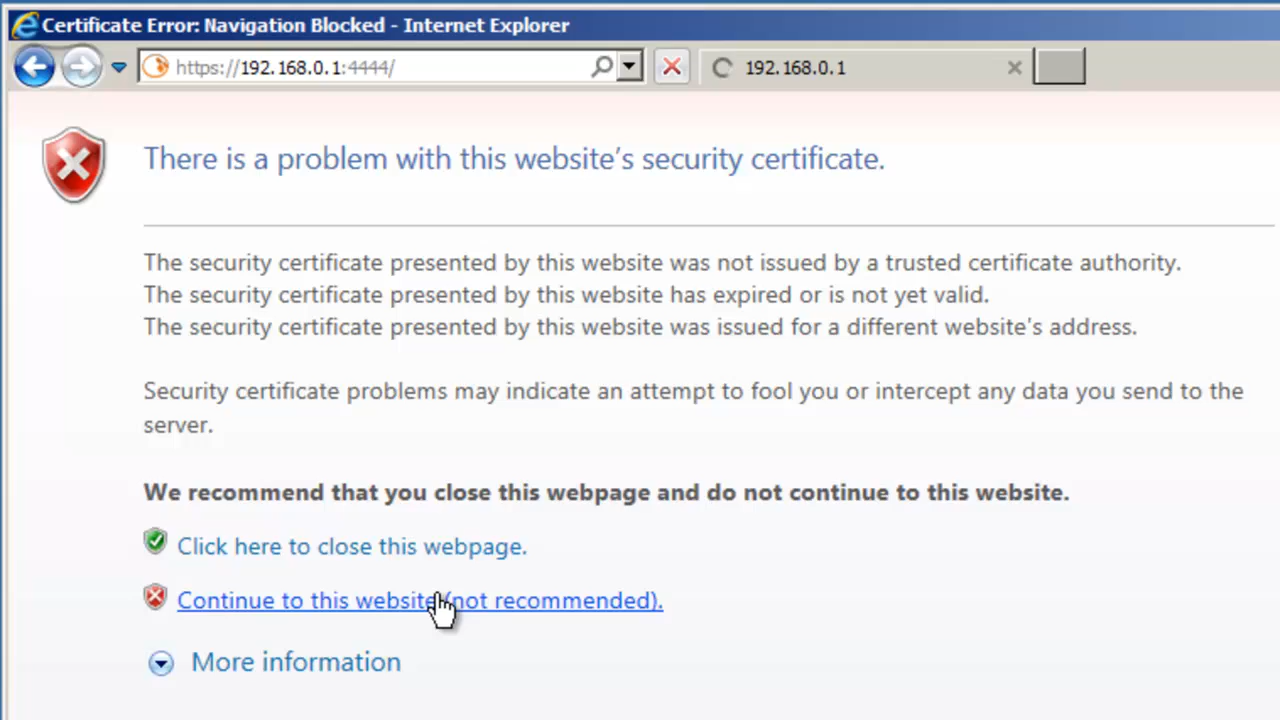 Certificate Error: Navigation Blocked - Internet Explorer
https://192.168.0.1:4444/
192.168.0.1
There is a problem with this website's security certificate.
The security certificate presented by this website was not issued by a trusted certificate authority.
The security certificate presented by this website has expired or is not yet valid.
The security certificate presented by this website was issued for a different website's address.
Security certificate problems may indicate an attempt to fool you or intercept any data you send to the
server.
We recommend that you close this webpage and do not continue to this website.
Click here to close this webpage.
Continue to this website (not recommended).
More information